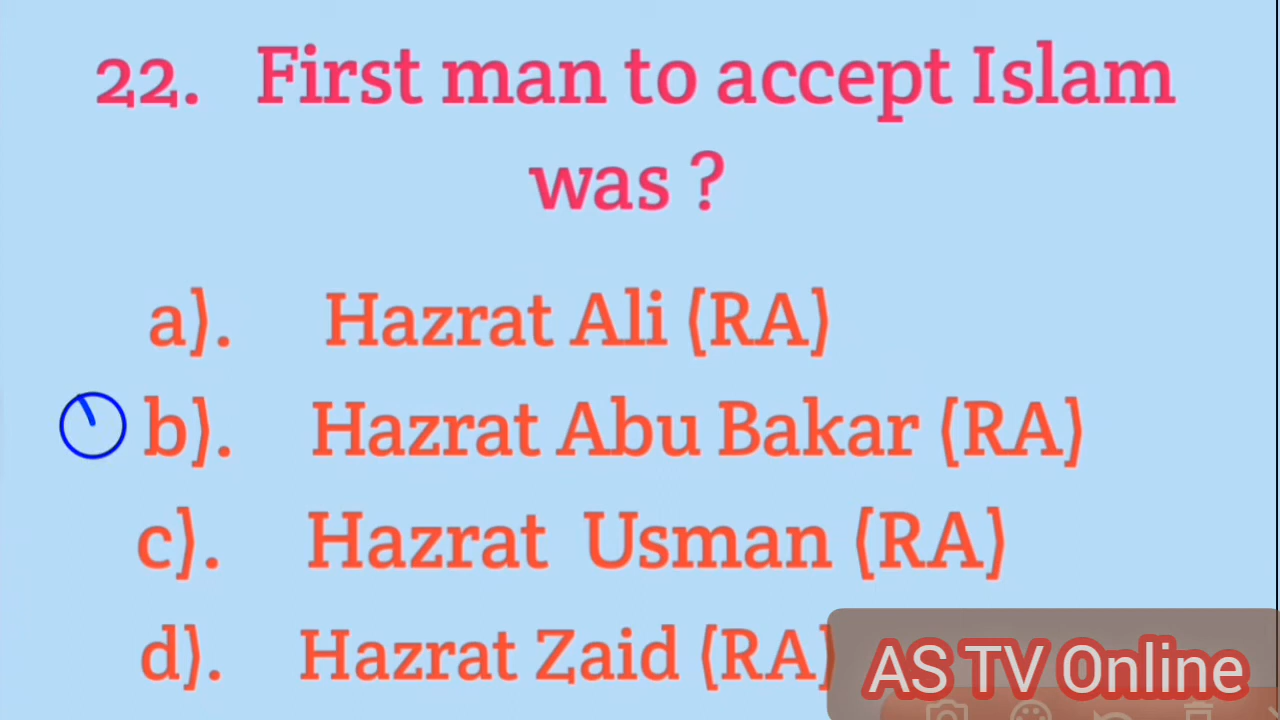 22. First man to accept Islam
was ?
a). Hazrat Ali (RA)
b). Hazrat Abu Bakar (RA)
c). Hazrat Usman (RA)
d). Hazrat Zaid (RA)
AS TV Online